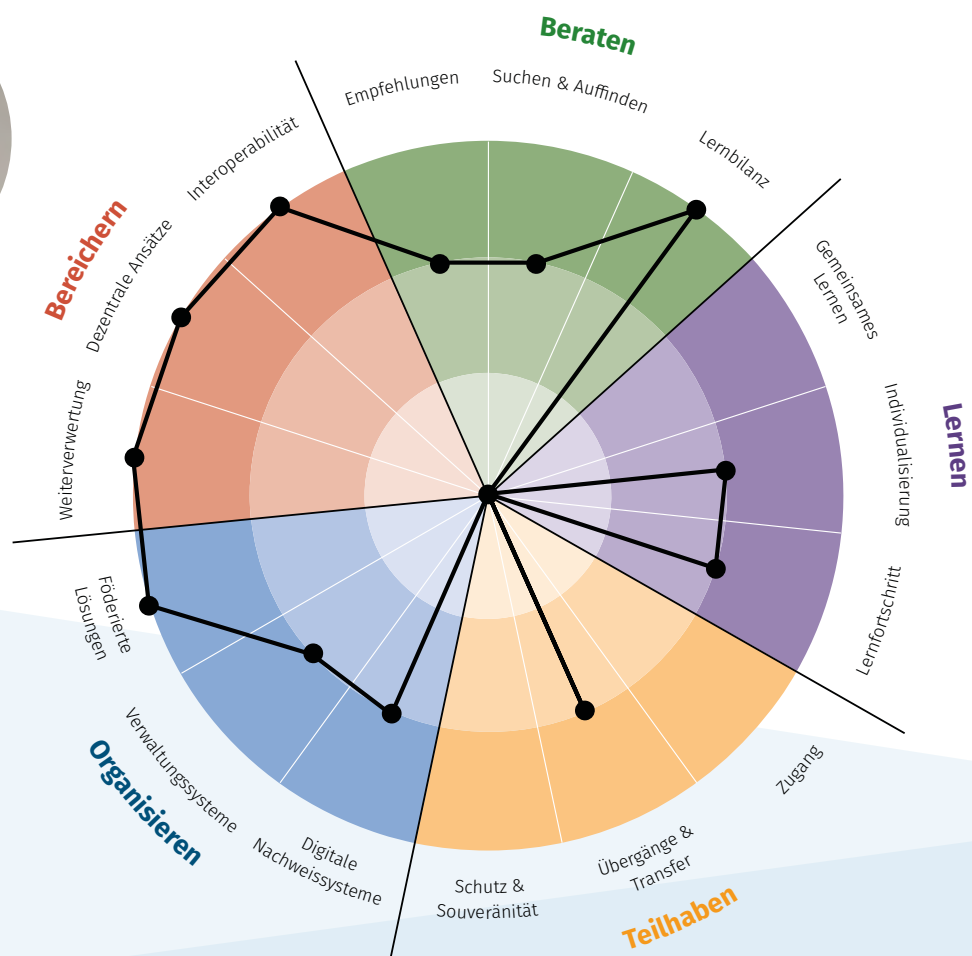 Beraten
Empfehlungen
Suchen & Auffinden
Lernbilanz
Lernen
Gemeinsames
Lernen
Individualisierung
Lernfortschritt
Teilhaben
Zugang
Übergänge &
Transfer
Schutz &
Souveränität
Organisieren
Digitale
Nachweissysteme
Verwaltungssysteme
Föderierte
Lösungen
Bereichern
Weiterverwertung
Dezentrale Ansätze
Interoperabilität